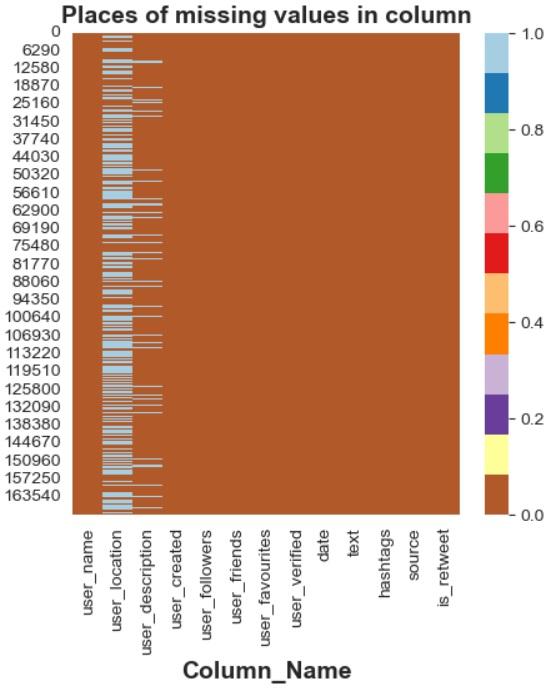 Places of missing values in column
0
6290
12580
18870
25160
31450
37740
44030
50320
56610
62900
69190
75480
81770
88060
94350
100640
106930
113220
119510
125800
132090
138380
144670
150960
157250
163540
1.0
0.8
0.6
0.4
0.2
0.0
user_name
user_location
user_description
user_created
user_followers
user_friends
user_favourites
user_verified
date
text
hashtags
source
is_retweet
Column_Name